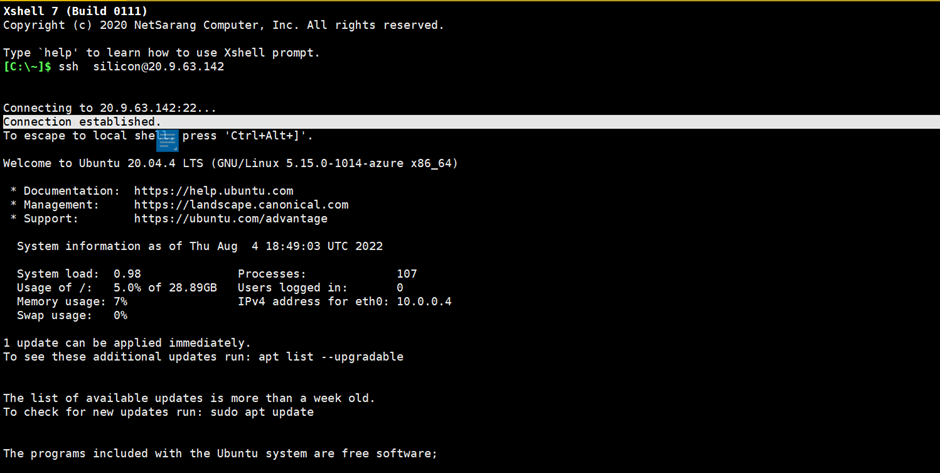 Xshell 7 (Build 0111)
Copyright (c) 2020 NetSarang Computer, Inc. All rights reserved.
Type `help' to learn how to use Xshell prompt.
[C:\~]$ ssh  silicon@20.9.63.142
Connecting to 20.9.63.142:22...
Connection established.
To escape to local she press 'Ctrl+Alt+]'.
Welcome to Ubuntu 20.04.4 LTS (GNU/Linux 5.15.0-1014-azure x86_64)
 * Documentation:  https://help.ubuntu.com
 * Management:     https://landscape.canonical.com
 * Support:        https://ubuntu.com/advantage
  System information as of Thu Aug  4 18:49:03 UTC 2022
  System load:  0.98              Processes:             107
  Usage of /:   5.0% of 28.89GB   Users logged in:       0
  Memory usage: 7%                IPv4 address for eth0: 10.0.0.4
  Swap usage:   0%
1 update can be applied immediately.
To see these additional updates run: apt list --upgradable
The list of available updates is more than a week old.
To check for new updates run: sudo apt update
The programs included with the Ubuntu system are free software;